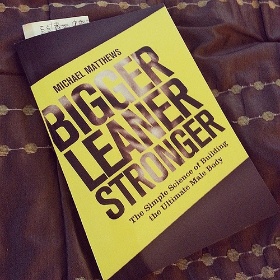 MICHAEL MATTHEWS
BIGGER
LEANER
STRONGER
The Simple Science of Building
the Ultimate Male Body